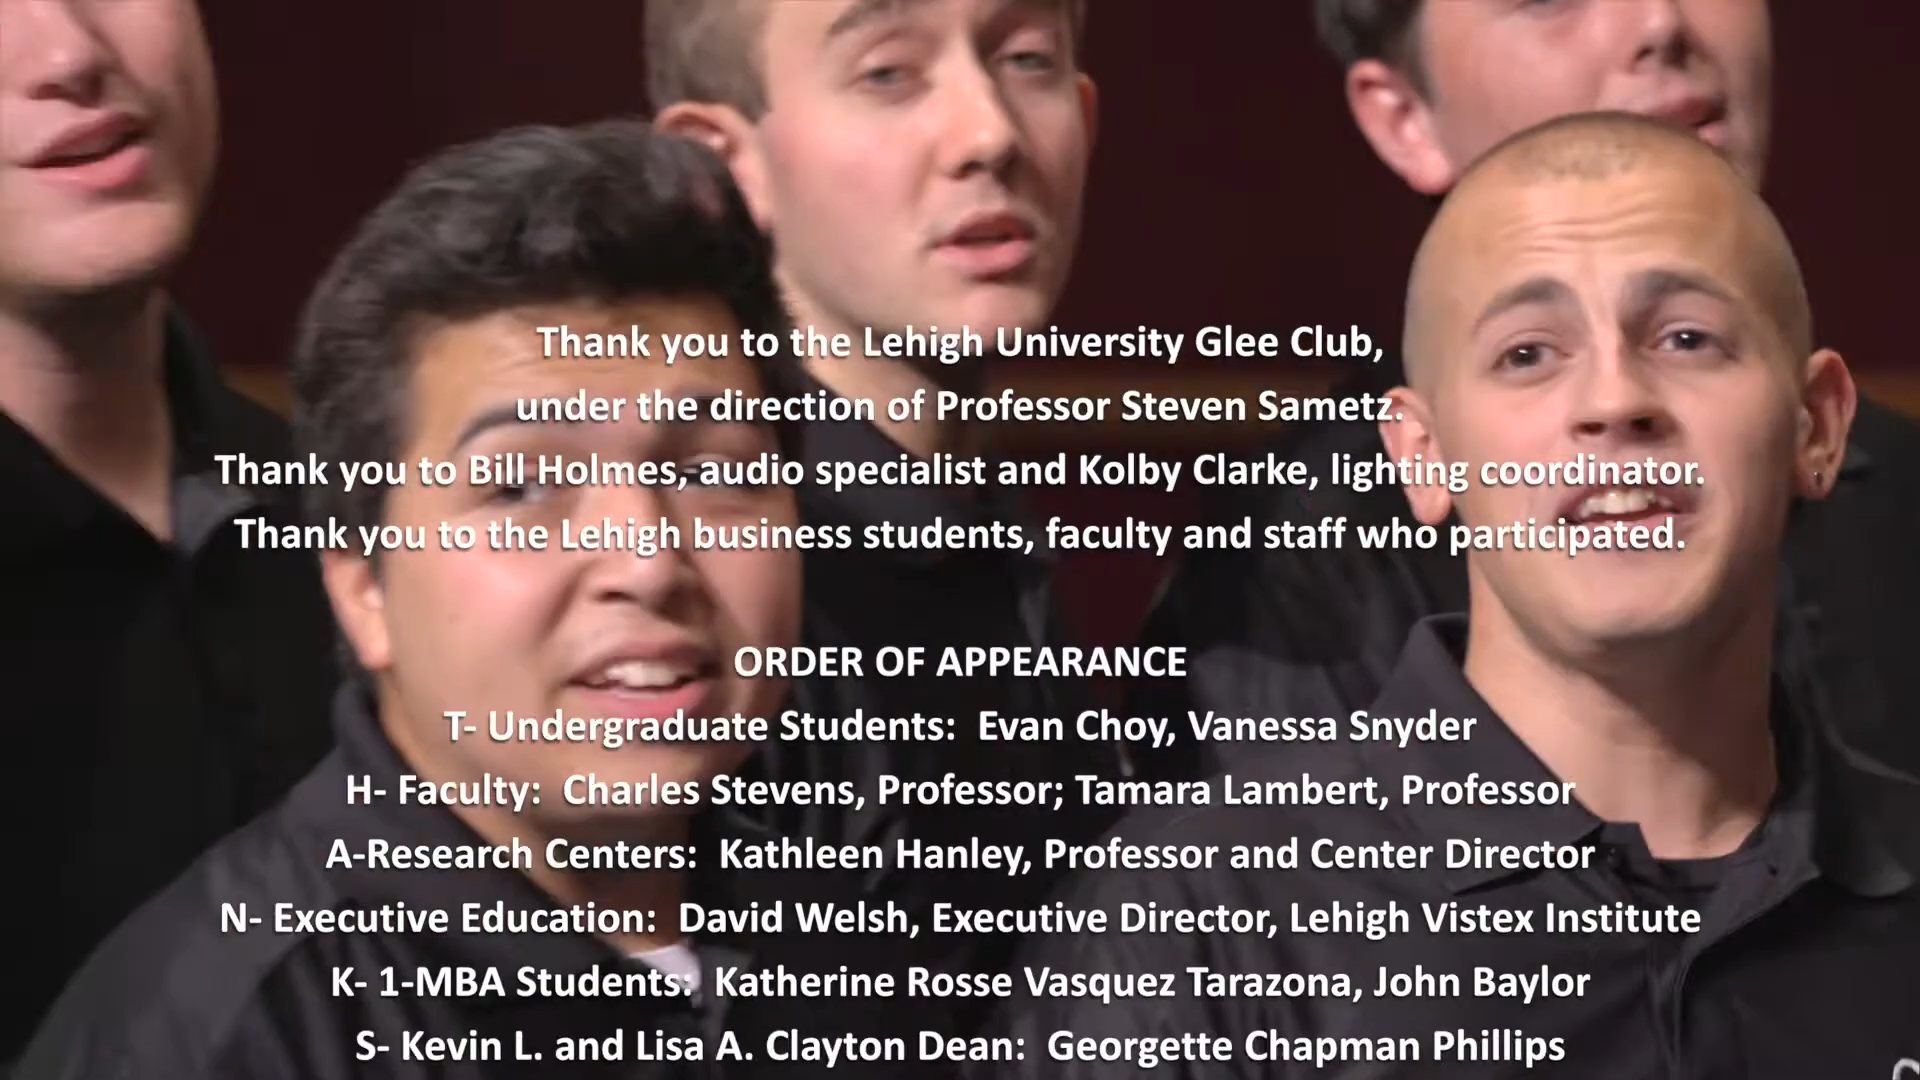 Thank you to the Lehigh University Glee Club,
under the direction of Professor Steven Sametz.
Thank you to Bill Holmes, audio specialist and Kolby Clarke, lighting coordinator.
Thank you to the Lehigh business students, faculty and staff who participated.
ORDER OF APPEARANCE
T- Undergraduate Students:  Evan Choy, Vanessa Snyder
H- Faculty:  Charles Stevens, Professor; Tamara Lambert, Professor
A-Research Centers:  Kathleen Hanley, Professor and Center Director
N- Executive Education:  David Welsh, Executive Director, Lehigh Vistex Institute
K- 1-MBA Students:  Katherine Rosse Vasquez Tarazona, John Baylor
S- Kevin L. and Lisa A. Clayton Dean:  Georgette Chapman Phillips